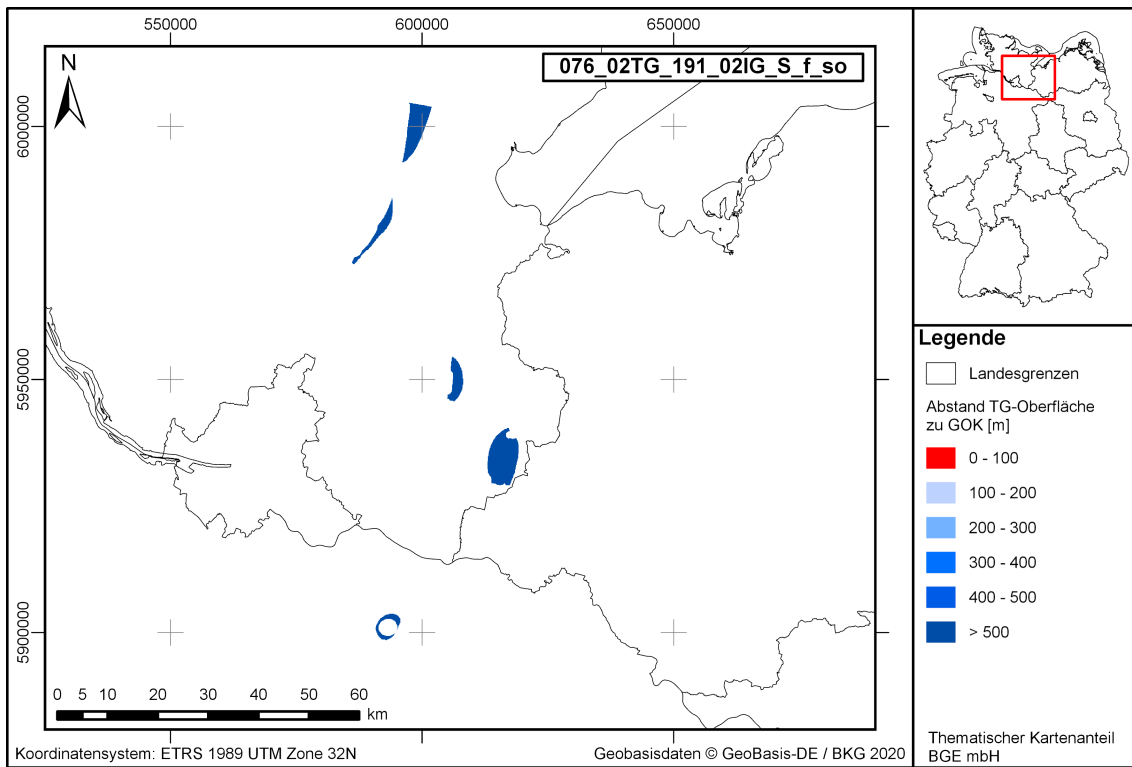 550000
600000
650000
076_02TG_191_02IG_S_f_so
N
6000000
5950000
5900000
0 5 10 20 30 40 50 60
km
Koordinatensystem: ETRS 1989 UTM Zone 32N
Geobasisdaten © GeoBasis-DE / BKG 2020
Legende
Landesgrenzen
Abstand TG-Oberfläche
zu GOK [m]
0 - 100
100 - 200
200 - 300
300 - 400
400 - 500
> 500
Thematischer Kartenanteil
BGE mbH